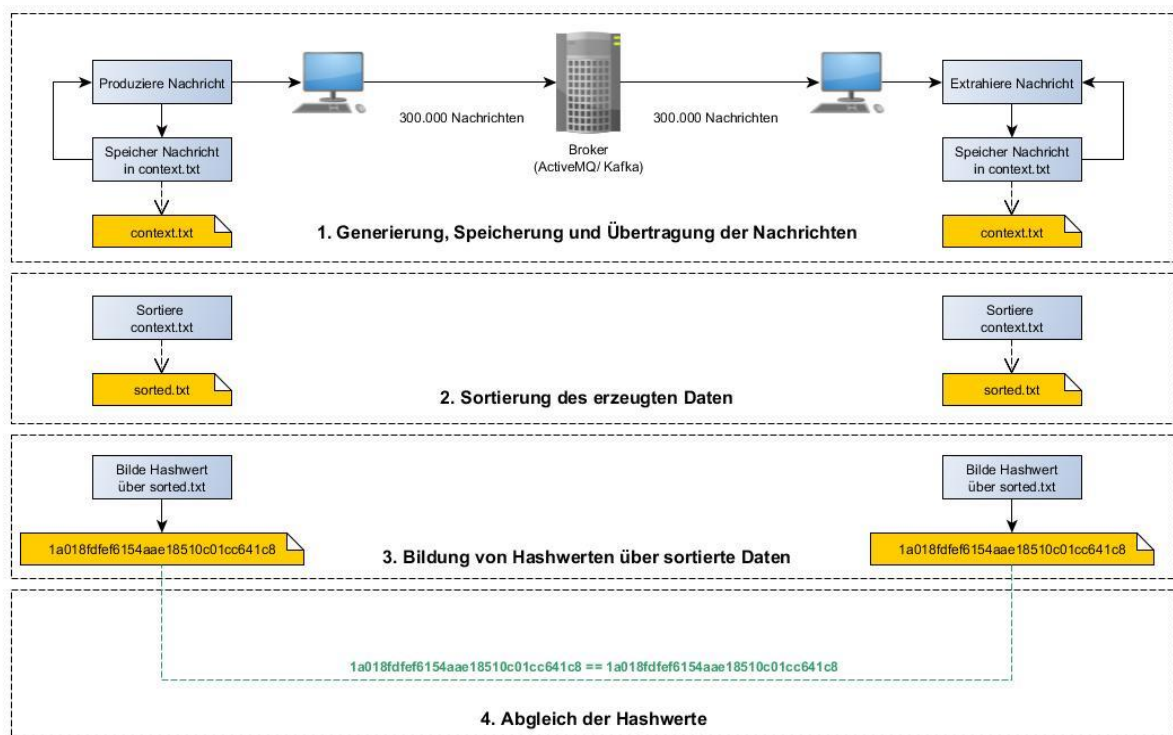 Produziere Nachricht
300.000 Nachrichten
300.000 Nachrichten
Extrahiere Nachricht
Speicher Nachricht
in context.txt
Broker
(ActiveMQ/ Kafka)
Speicher Nachricht
in context.txt
context.txt
context.txt
1. Generierung, Speicherung und Übertragung der Nachrichten
Sortiere
context.txt
Sortiere
context.txt
sorted.txt
sorted.txt
2. Sortierung des erzeugten Daten
Bilde Hashwert
über sorted.txt
Bilde Hashwert
über sorted.txt
1a018fdfef6154aae18510c01cc641c8
1a018fdfef6154aae18510c01cc641c8
3. Bildung von Hashwerten über sortierte Daten
1a018fdfef6154aae18510c01cc641c8 == 1a018fdfef6154aae18510c01cc641c8
4. Abgleich der Hashwerte